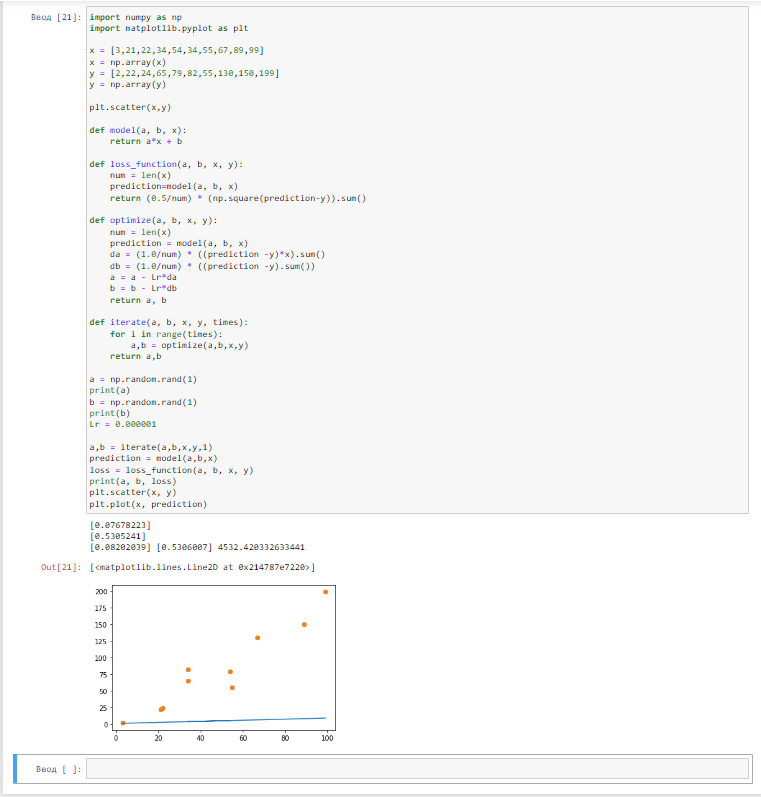 Ввод [21]: import numpy as np
import matplotlib.pyplot as plt
x = [3,21,22,34,54,34,55,67,89,99]
x = np.array(x)
y = [2,22,24,65,79,82,55,130,150,199]
y = np.array(y)
plt.scatter(x,y)
def model(a, b, x):
    return a*x + b
def loss_function(a, b, x, y):
    num = len(x)
    prediction=model(a, b, x)
    return (0.5/num) * (np.square(prediction-y)).sum()
def optimize(a, b, x, y):
    num = len(x)
    prediction = model(a, b, x)
    da = (1.0/num) * ((prediction -y)*x).sum()
    db = (1.0/num) * ((prediction -y).sum())
    a = a - Lr*da
    b = b - Lr*db
    return a, b
def iterate(a, b, x, y, times):
    for i in range(times):
        a,b = optimize(a,b,x,y)
    return a,b
a = np.random.rand(1)
print(a)
b = np.random.rand(1)
print(b)
Lr = 0.000001
a,b = iterate(a,b,x,y,1)
prediction = model(a,b,x)
loss = loss_function(a, b, x, y)
print(a, b, loss)
plt.scatter(x, y)
plt.plot(x, prediction)
[0.07678223]
[0.5305241]
[0.08202039] [0.5306007] 4532.420332633441
Out[21]: [<matplotlib.lines.Line2D at 0x214787e7220>]
200
175
150
125
100
75
50
25
0
0 20 40 60 80 100
Ввод [ ]: